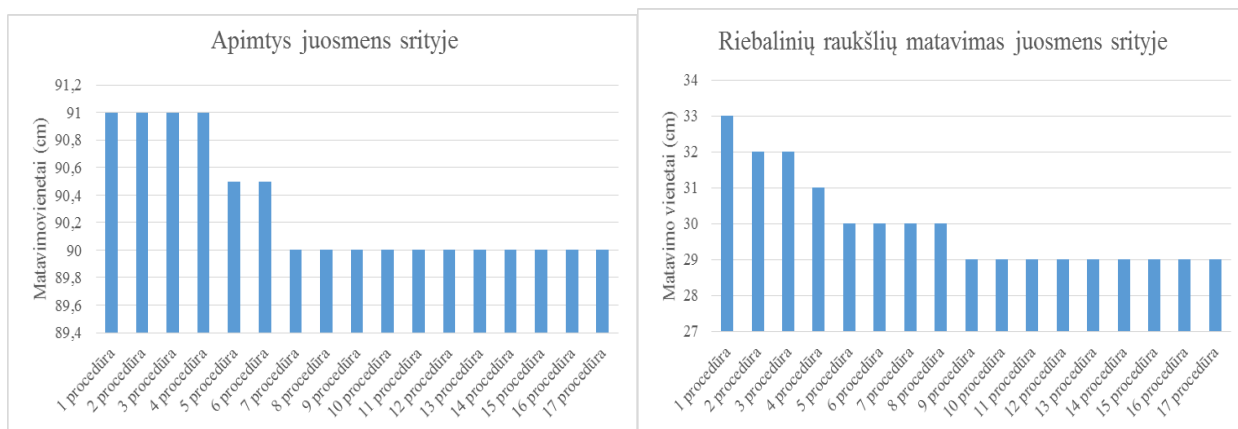 Apimtys juosmens srityje
Matavimovienetai (cm)
91,2
91
90,8
90,6
90,4
90,2
90
89,8
89,6
89,4
1 procedūra
2 procedūra
3 procedūra
4 procedūra
5 procedūra
6 procedūra
7 procedūra
8 procedūra
9 procedūra
10 procedūra
11 procedūra
12 procedūra
13 procedūra
14 procedūra
15 procedūra
16 procedūra
17 procedūra
Riebalinių raukšlių matavimas juosmens srityje
Matavimo vienetai (cm)
34
33
32
31
30
29
28
27
1 procedūra
2 procedūra
3 procedūra
4 procedūra
5 procedūra
6 procedūra
7 procedūra
8 procedūra
9 procedūra
10 procedūra
11 procedūra
12 procedūra
13 procedūra
14 procedūra
15 procedūra
16 procedūra
17 procedūra